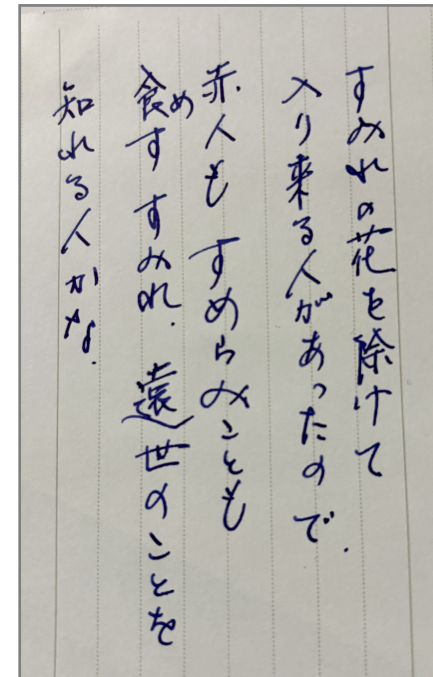 すみれの花を除けて
入り来る人があったので.
赤人も すめらみことも
食めす すみれ. 遠世のことを
知れる人かな.